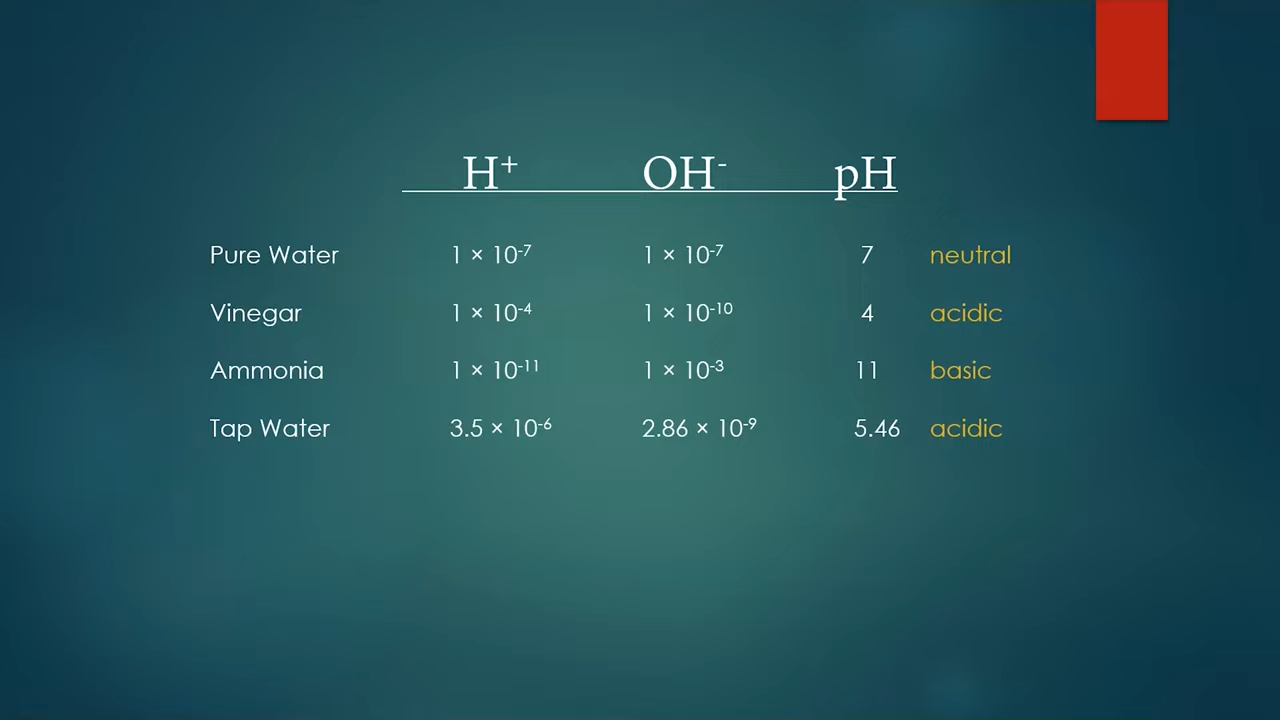 H⁺ OH⁻ pH
Pure Water 1 × 10⁻⁷ 1 × 10⁻⁷ 7 neutral
Vinegar 1 × 10⁻⁴ 1 × 10⁻¹⁰ 4 acidic
Ammonia 1 × 10⁻¹¹ 1 × 10⁻³ 11 basic
Tap Water 3.5 × 10⁻⁶ 2.86 × 10⁻⁹ 5.46 acidic